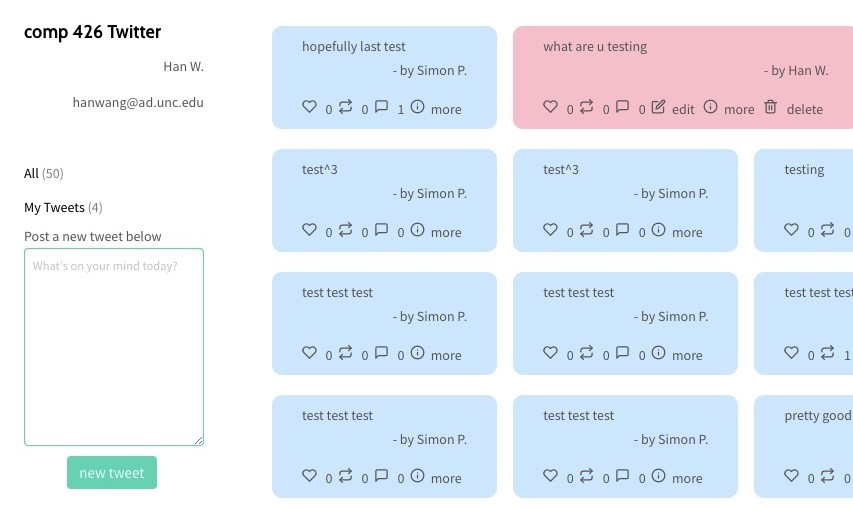 comp 426 Twitter
Han W.
hanwang@ad.unc.edu
All (50)
My Tweets (4)
Post a new tweet below
What's on your mind today?
new tweet
hopefully last test
- by Simon P.
0 0 1 more
what are u testing
- by Han W.
0 0 0 edit more delete
test^3
- by Simon P.
0 0 0 more
test^3
- by Simon P.
0 0 0 more
testing
0 0
test test test
- by Simon P.
0 0 0 more
test test test
- by Simon P.
0 0 0 more
test test test
0 1
test test test
- by Simon P.
0 0 0 more
test test test
- by Simon P.
0 0 0 more
pretty good
0 0